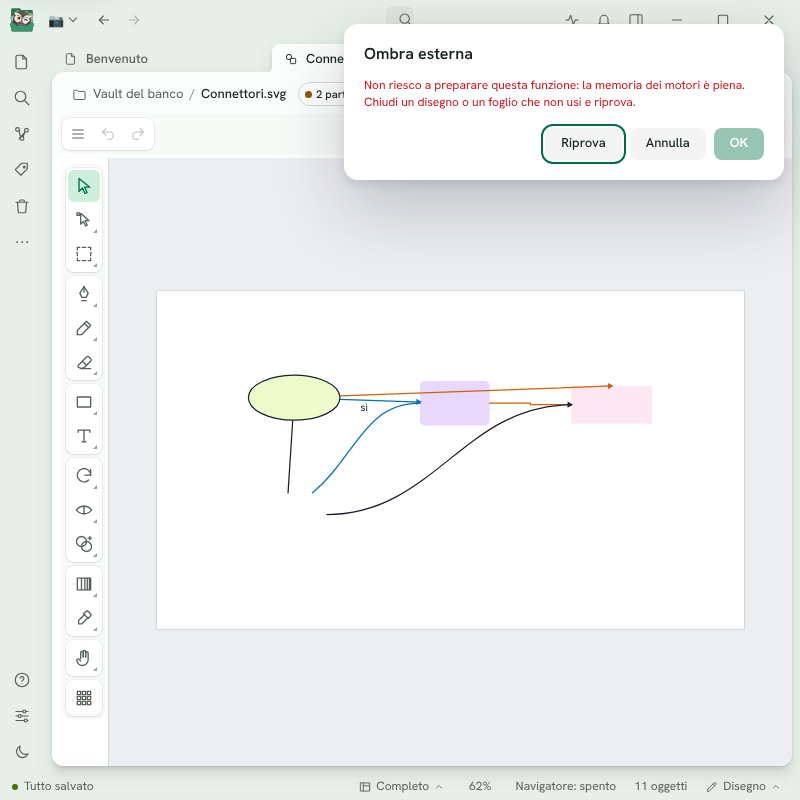 Benvenuto
Conne
Vault del banco / Connettori.svg
2 part
Ombra esterna
Non riesco a preparare questa funzione: la memoria dei motori è piena.
Chiudi un disegno o un foglio che non usi e riprova.
Riprova
Annulla
OK
sì
Tutto salvato
Completo
62%
Navigatore: spento
11 oggetti
Disegno